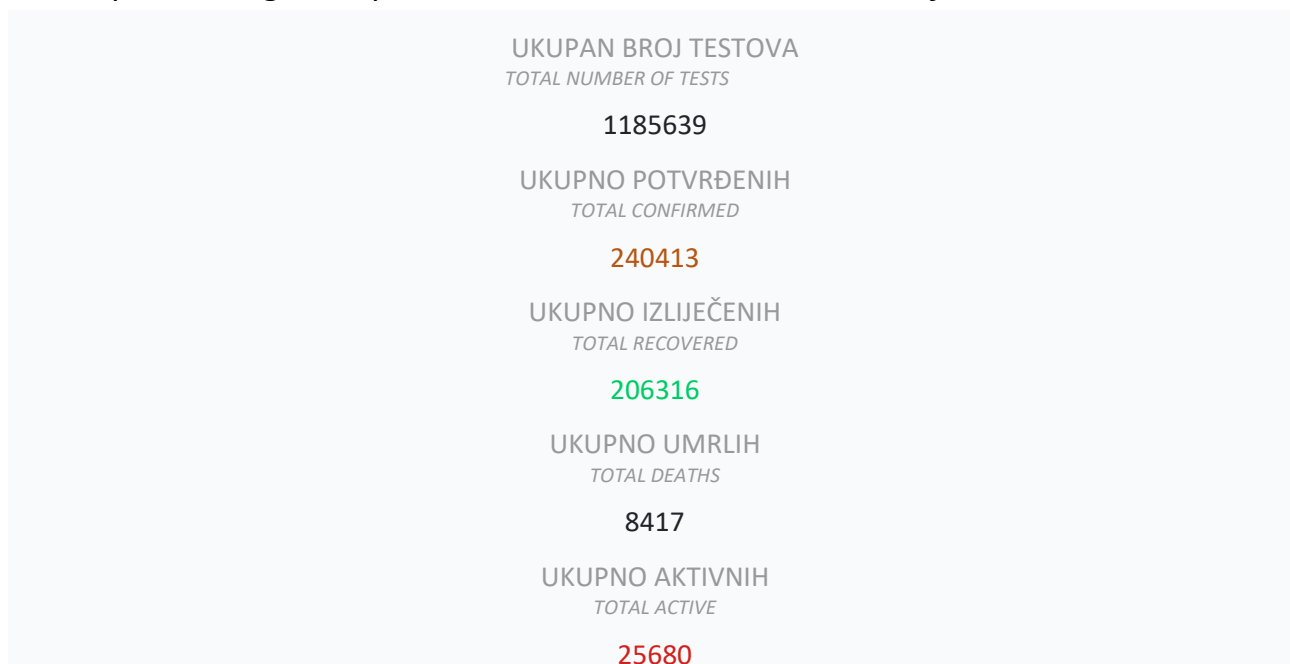 UKUPAN BROJ TESTOVA
TOTAL NUMBER OF TESTS
1185639
UKUPNO POTVRĐENIH
TOTAL CONFIRMED
240413
UKUPNO IZLIJEČENIH
TOTAL RECOVERED
206316
UKUPNO UMRLIH
TOTAL DEATHS
8417
UKUPNO AKTIVNIH
TOTAL ACTIVE
25680